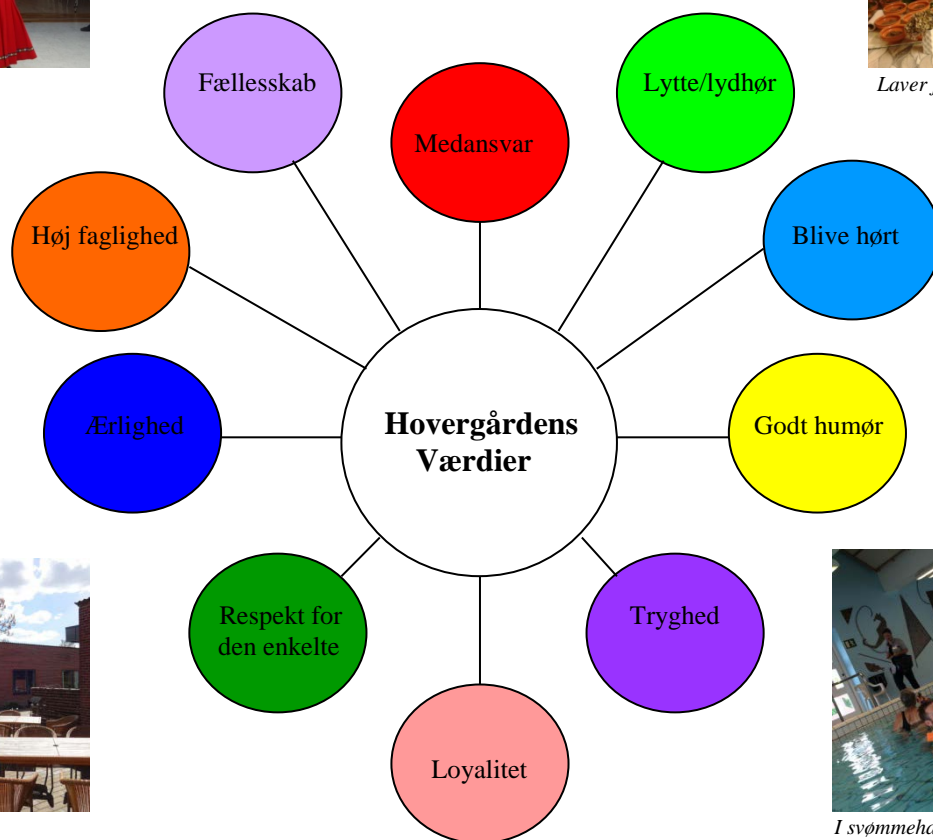 Fællesskab
Lytte/lydhør
Laver
Medansvar
Høj faglighed
Blive hørt
Hovergårdens
Værdier
Ærlighed
Godt humør
Respekt for
den enkelte
Tryghed
Loyalitet
I